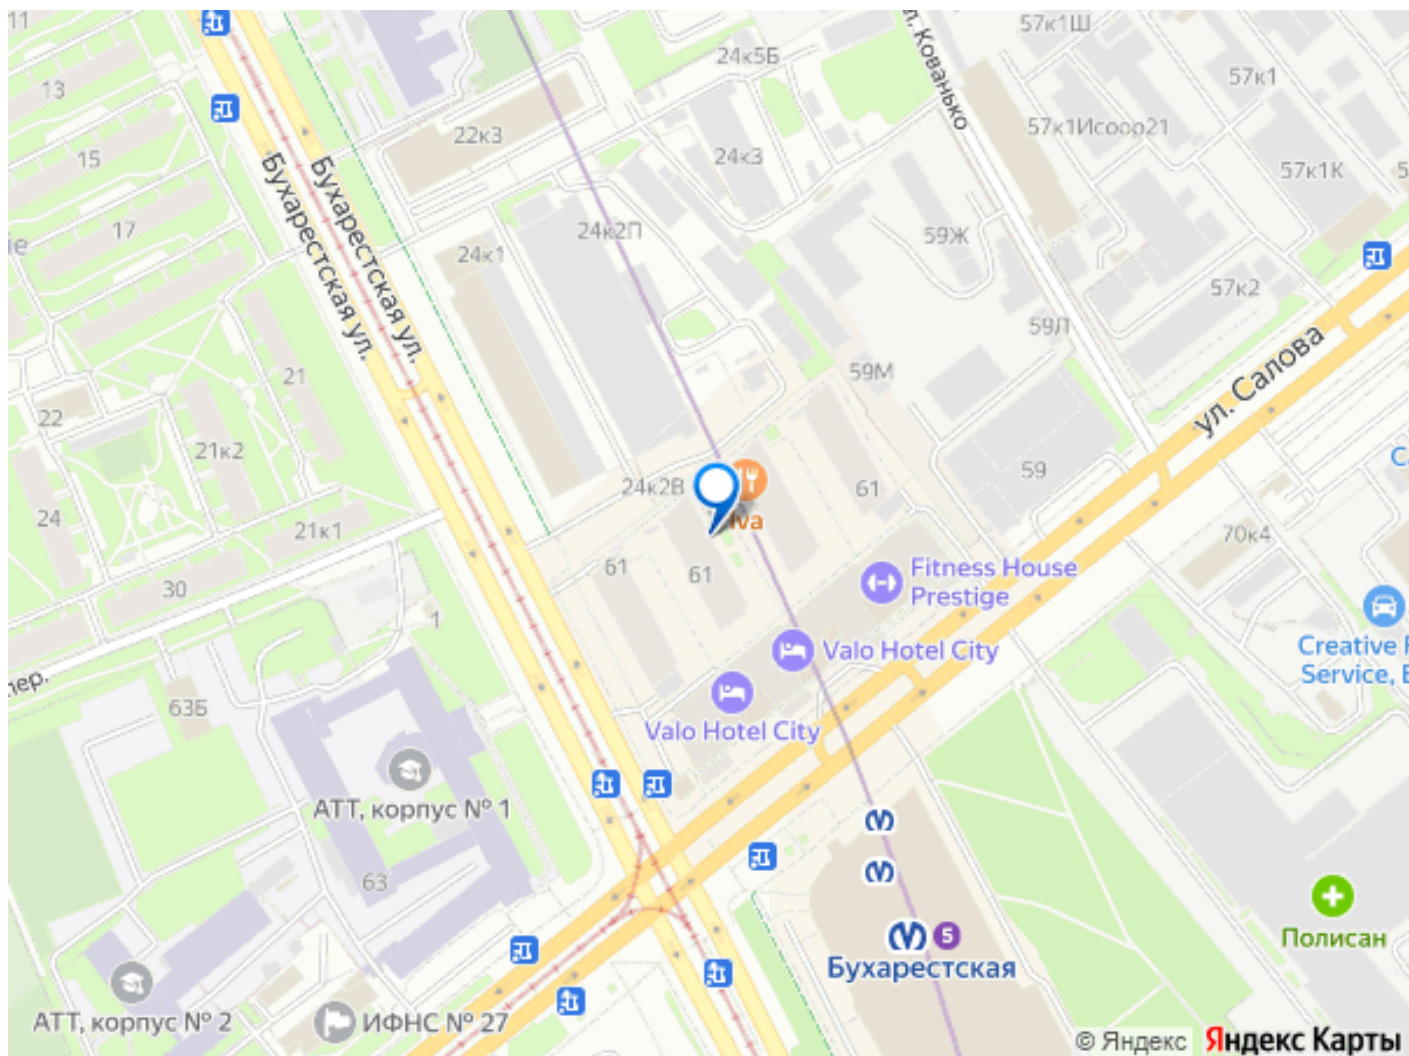 11
13
15
17
22к3
24к5Б
24к3
24к2П
24к1
Бухарестская ул.
Бухарестская ул.
57к1Ш
57к1
57к1Исоор21
57к1К
59Ж
57к2
59Л
59М
ул. Салова
59
21
22
21к2
24
21к1
30
1
24к2В
61
61
61
70к4
Fitness House
Prestige
Valo Hotel City
Valo Hotel City
Creative
Service,
пер.
63Б
АТТ, корпус № 1
63
АТТ, корпус № 2
ИФНС № 27
5
Бухарестская
Полисан
© Яндекс
Яндекс Карты